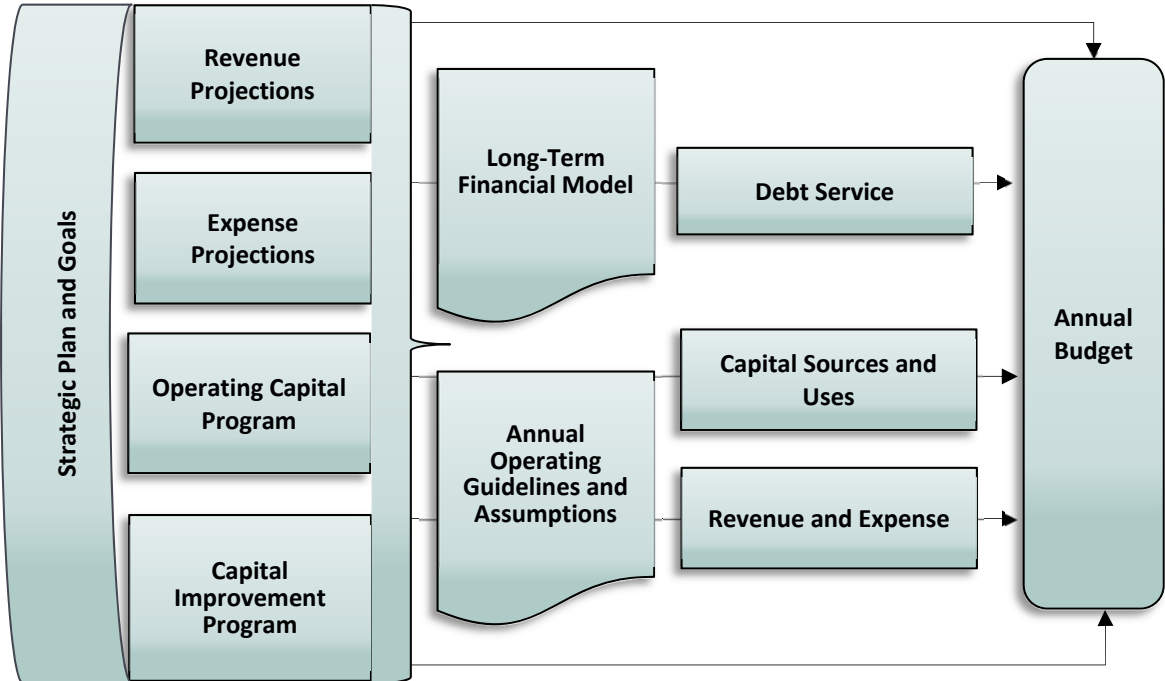 Strategic Plan and Goals
Revenue
Projections
Expense
Projections
Operating Capital
Program
Capital
Improvement
Program
Long-Term
Financial Model
Annual
Operating
Guidelines and
Assumptions
Debt Service
Capital Sources and
Uses
Revenue and Expense
Annual
Budget